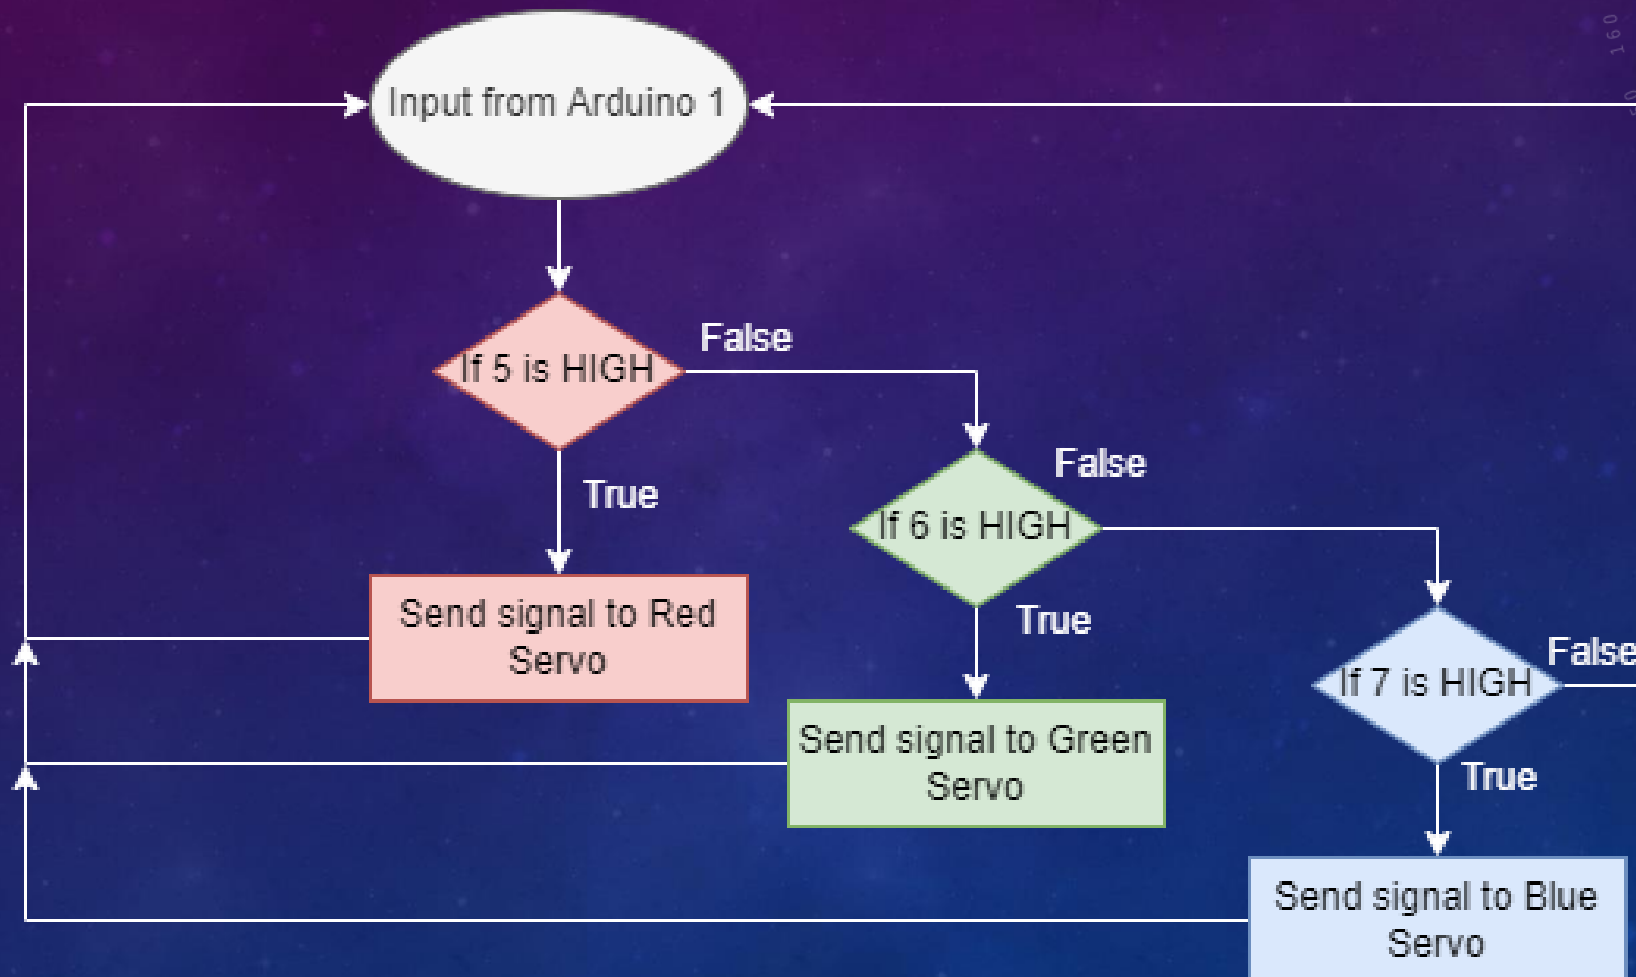 160
Input from Arduino 1
False
If 5 is HIGH
False
True
If 6 is HIGH
Send signal to Red
Servo
True
False
If 7 is HIGH
Send signal to Green
Servo
True
Send signal to Blue
Servo